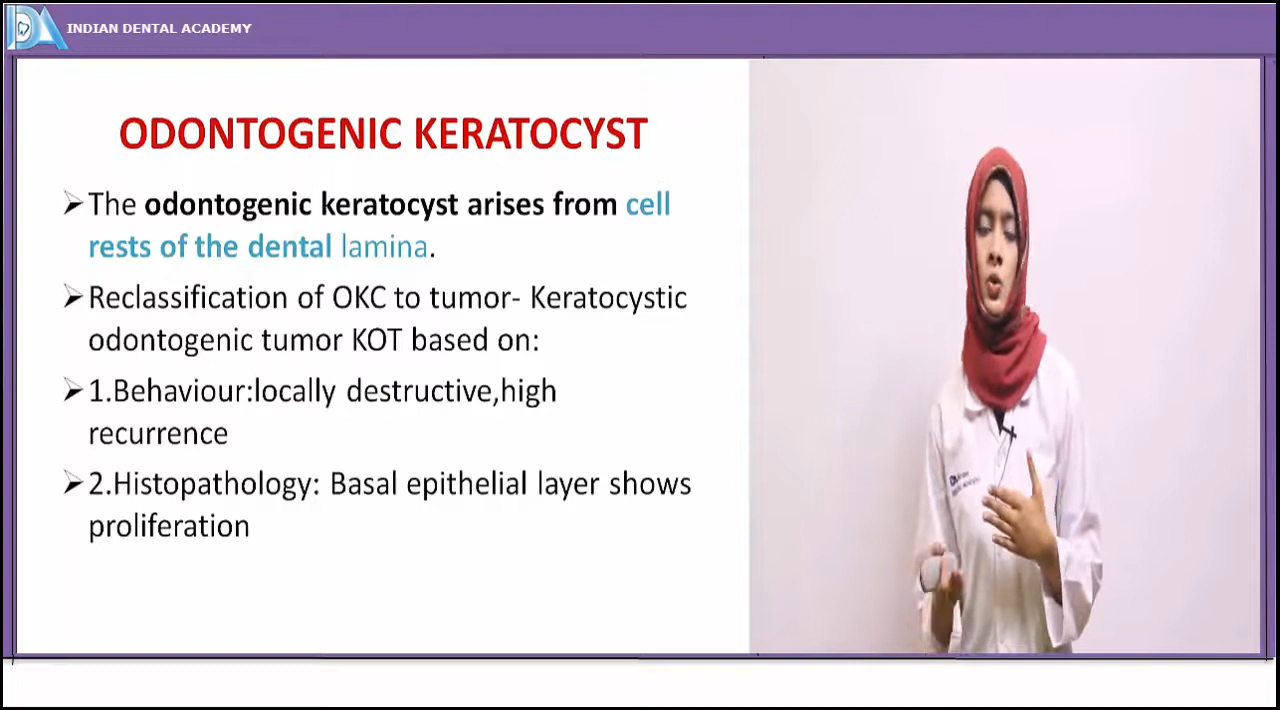 INDIAN DENTAL ACADEMY
ODONTOGENIC KERATOCYST
➢The odontogenic keratocyst arises from cell
rests of the dental lamina.
➢Reclassification of OKC to tumor- Keratocystic
odontogenic tumor KOT based on:
➢1.Behaviour:locally destructive,high
recurrence
➢2.Histopathology: Basal epithelial layer shows
proliferation